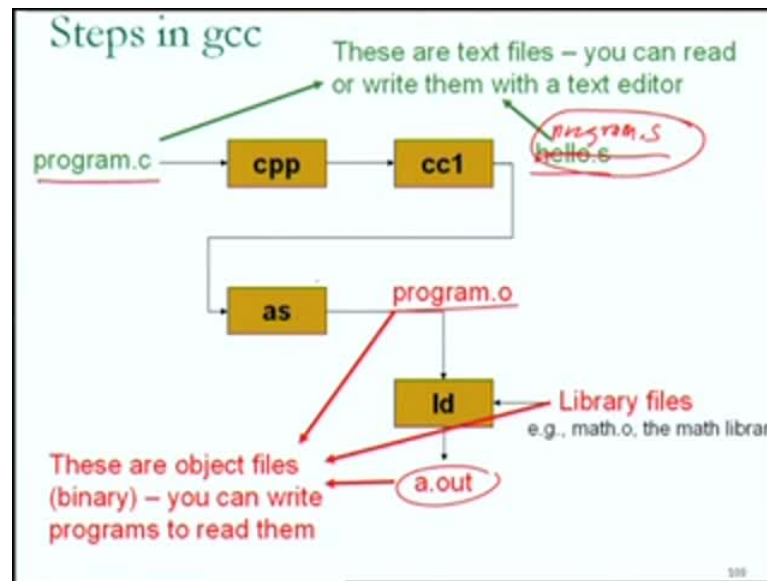 Steps in gcc
These are text files – you can read
or write them with a text editor
program.s
program.c
cpp
cc1
hello.s
as
program.o
ld
Library files
e.g., math.o, the math librar
These are object files
(binary) – you can write
programs to read them
a.out